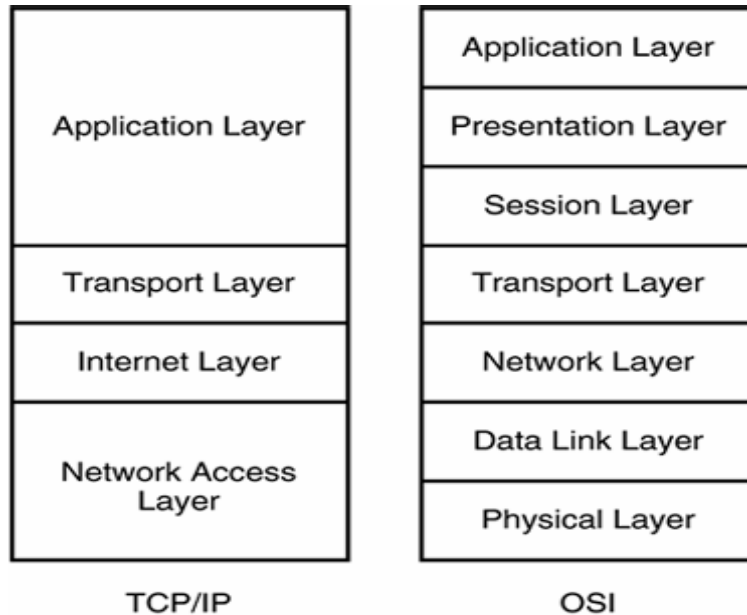 Application Layer
Transport Layer
Internet Layer
Network Access
Layer
TCP/IP
Application Layer
Presentation Layer
Session Layer
Transport Layer
Network Layer
Data Link Layer
Physical Layer
OSI